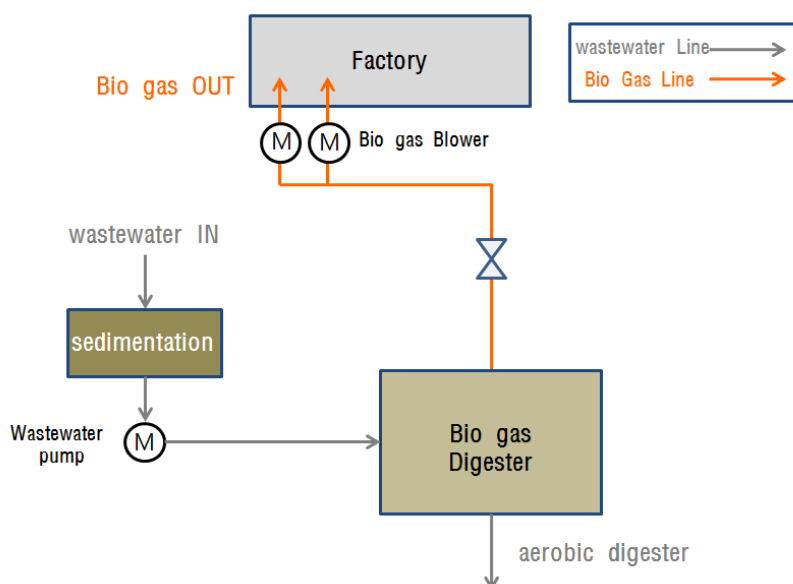 Factory
wastewater Line
Bio Gas Line
Bio gas OUT
M
M
Bio gas Blower
wastewater IN
sedimentation
Wastewater
pump
M
Bio gas
Digester
aerobic digester